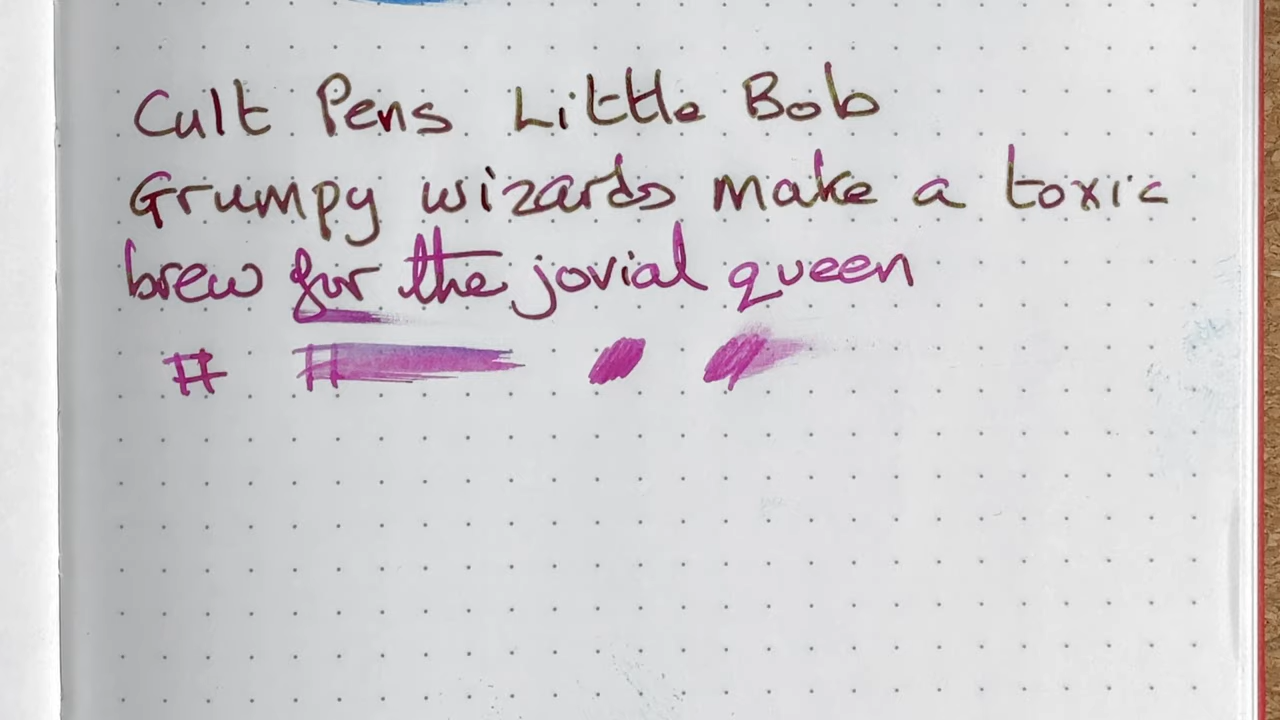 Cult Pens Little Bob
Grumpy wizards make a toxic
brew for the jovial queen
# #